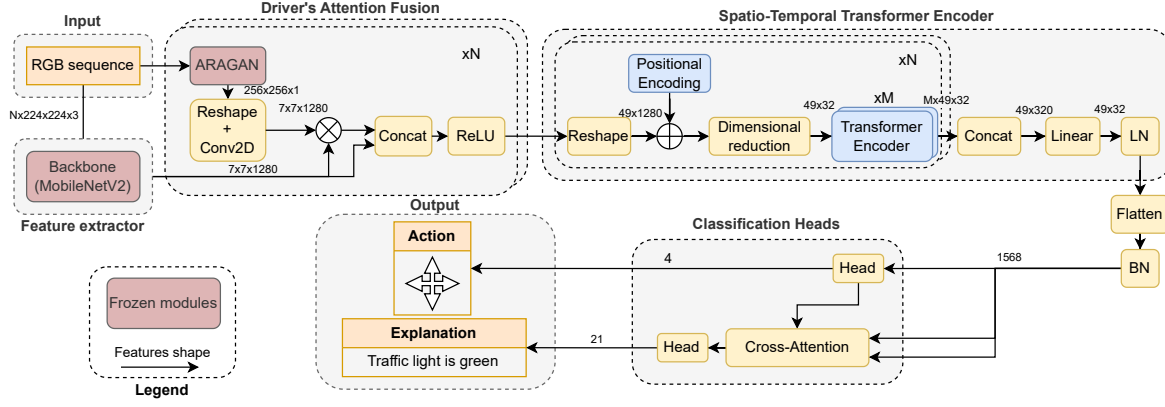 Input
RGB sequence
Nx224x224x3
Backbone
(MobileNetV2)
Feature extractor
Driver's Attention Fusion
xN
ARAGAN
256x256x1
Reshape
+
Conv2D
7x7x1280
7x7x1280
Concat
ReLU
Spatio-Temporal Transformer Encoder
xN
Positional
Encoding
Reshape
49x1280
Dimensional
reduction
49x32
xM
Transformer
Encoder
Mx49x32
Concat
49x320
Linear
49x32
LN
Flatten
BN
1568
Classification Heads
Head
Cross-Attention
Head
4
21
Output
Action
Explanation
Traffic light is green
Frozen modules
Features shape
Legend